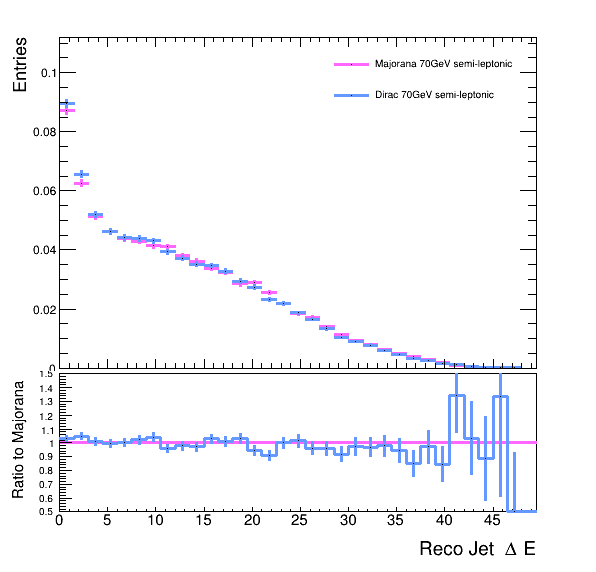 Entries
0.1
0.08
0.06
0.04
0.02
0
Majorana 70GeV semi-leptonic
Dirac 70GeV semi-leptonic
Ratio to Majorana
1.5
1.4
1.3
1.2
1.1
1
0.9
0.8
0.7
0.6
0.5
0 5 10 15 20 25 30 35 40 45
Reco Jet Δ E